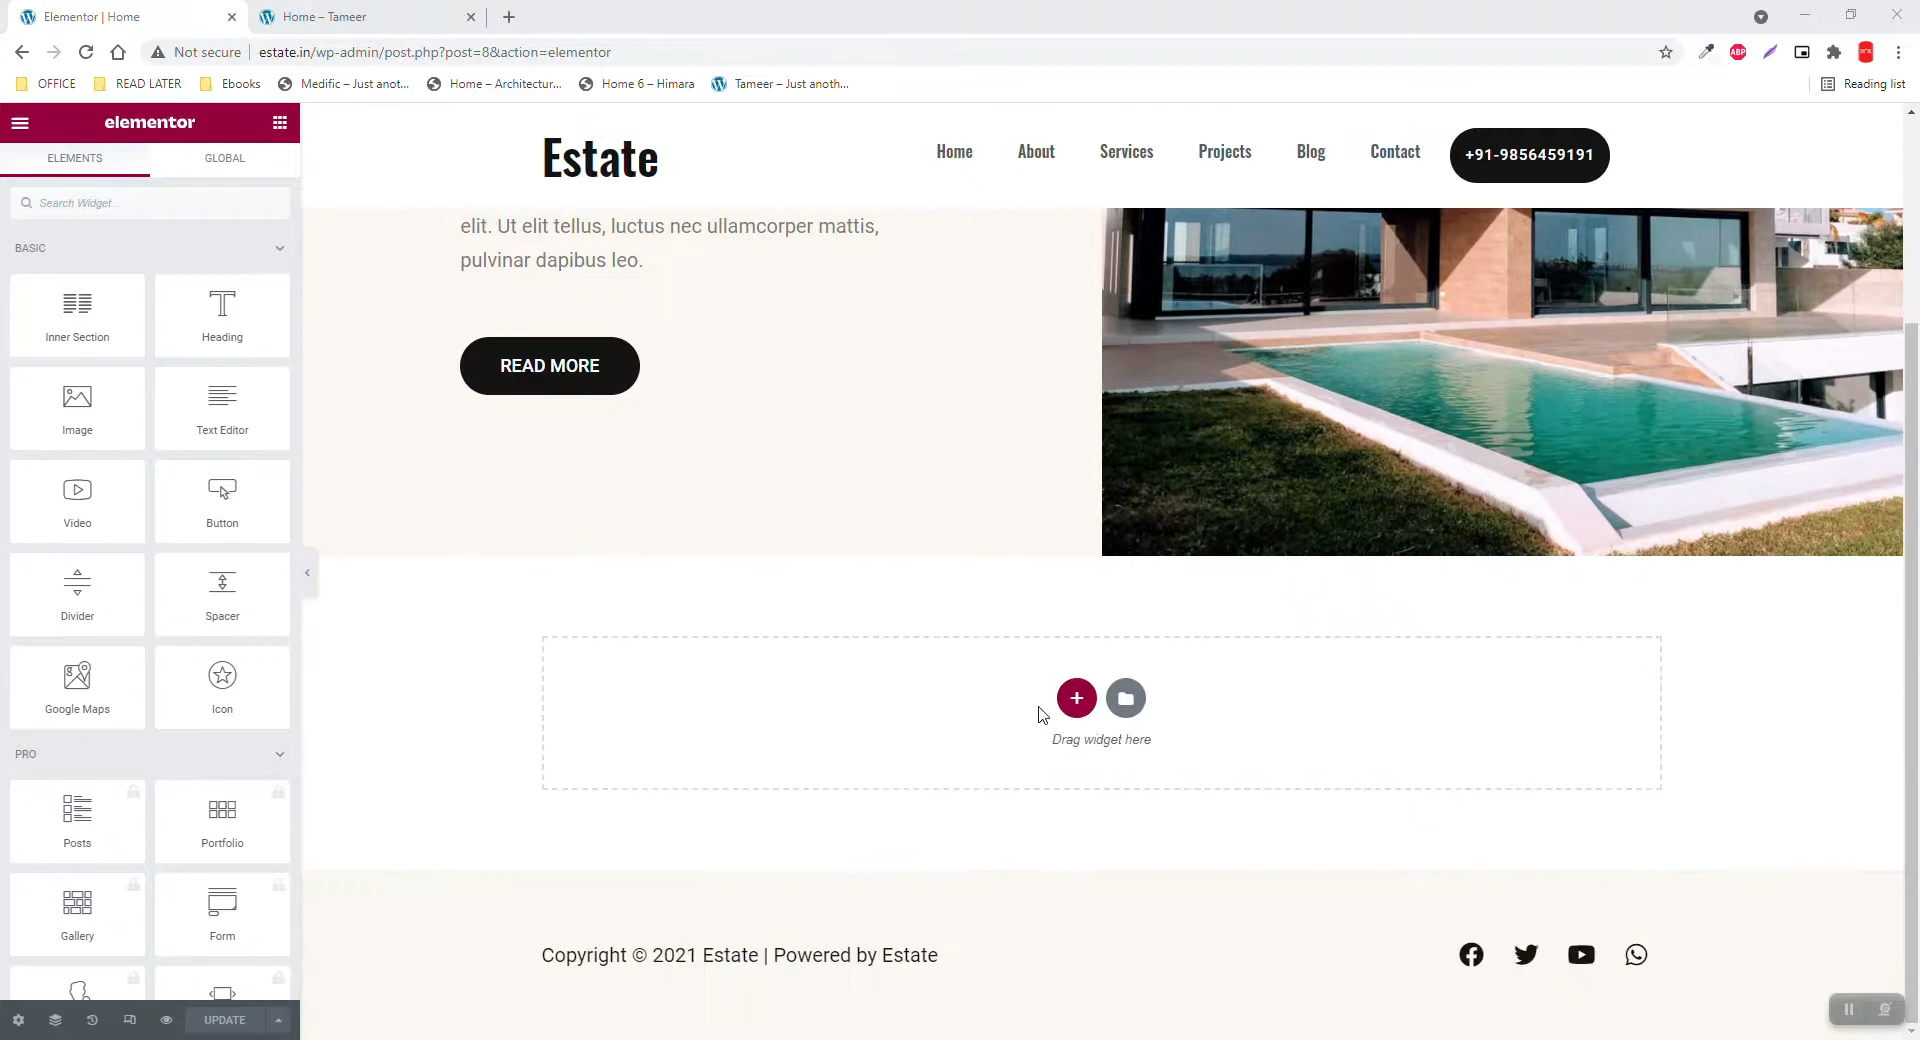 Elementor | Home
Home – Tameer
Not secure
estate.in/wp-admin/post.php?post=8&action=elementor
ABP
OFFICE
READ LATER
Ebooks
Medific – Just anot...
Home – Architectur...
Home 6 – Himara
Tameer – Just anoth...
Reading list
elementor
ELEMENTS
GLOBAL
Search Widget...
BASIC
Inner Section
Heading
Image
Text Editor
Video
Button
Divider
Spacer
Google Maps
Icon
PRO
Posts
Portfolio
Gallery
Form
UPDATE
Estate
Home
About
Services
Projects
Blog
Contact
+91-9856459191
elit. Ut elit tellus, luctus nec ullamcorper mattis,
pulvinar dapibus leo.
READ MORE
Drag widget here
Copyright © 2021 Estate | Powered by Estate